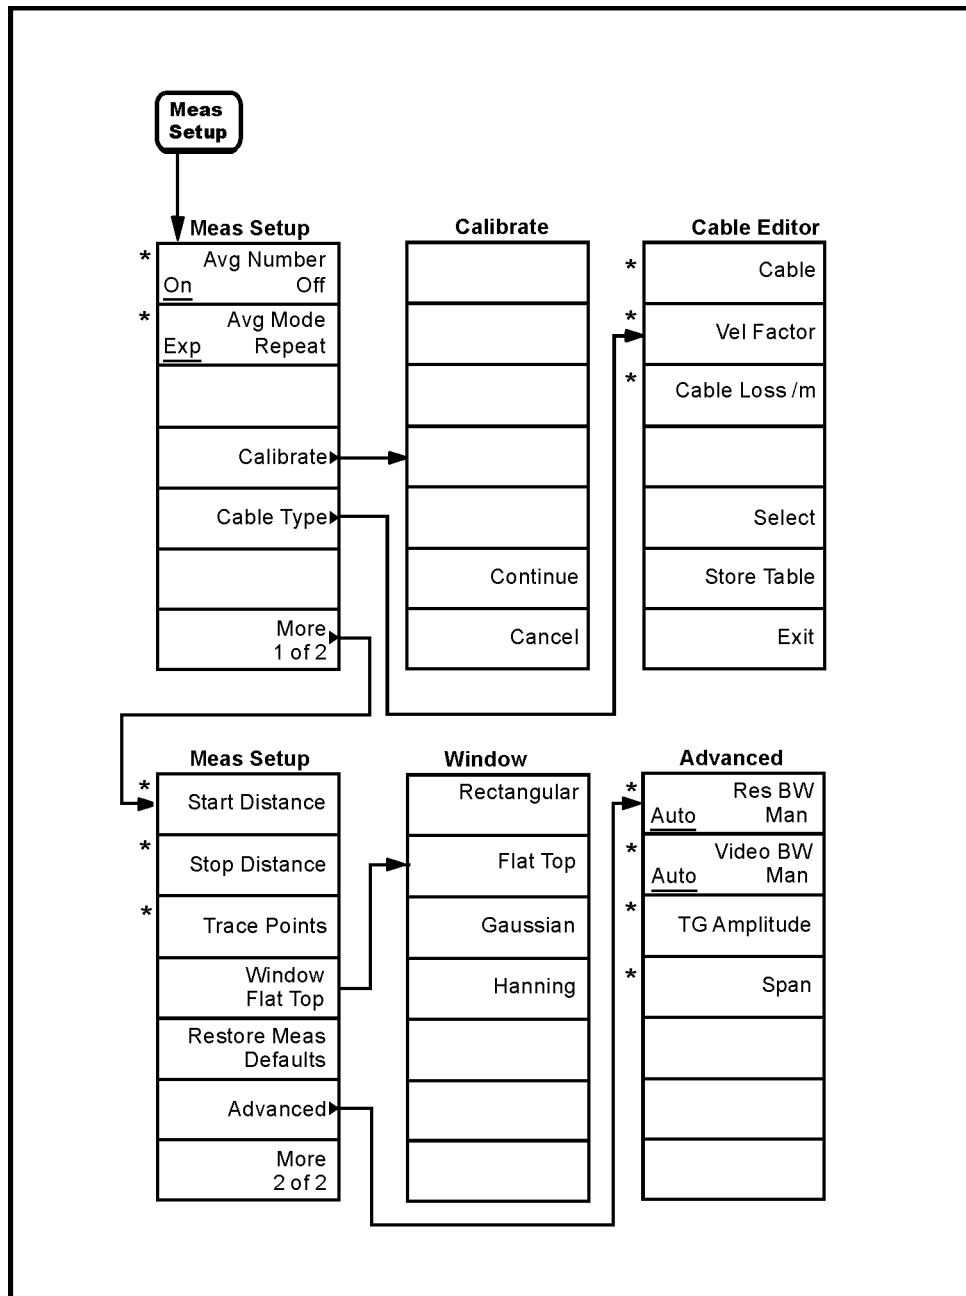 Meas
Setup
Meas Setup
* Avg Number
On Off
* Avg Mode
Exp Repeat
Calibrate
Cable Type
More
1 of 2
Calibrate
Continue
Cancel
Cable Editor
* Cable
* Vel Factor
* Cable Loss /m
Select
Store Table
Exit
Meas Setup
* Start Distance
* Stop Distance
* Trace Points
Window
Flat Top
Restore Meas
Defaults
Advanced
More
2 of 2
Window
Rectangular
Flat Top
Gaussian
Hanning
Advanced
* Res BW
Auto Man
* Video BW
Auto Man
* TG Amplitude
* Span